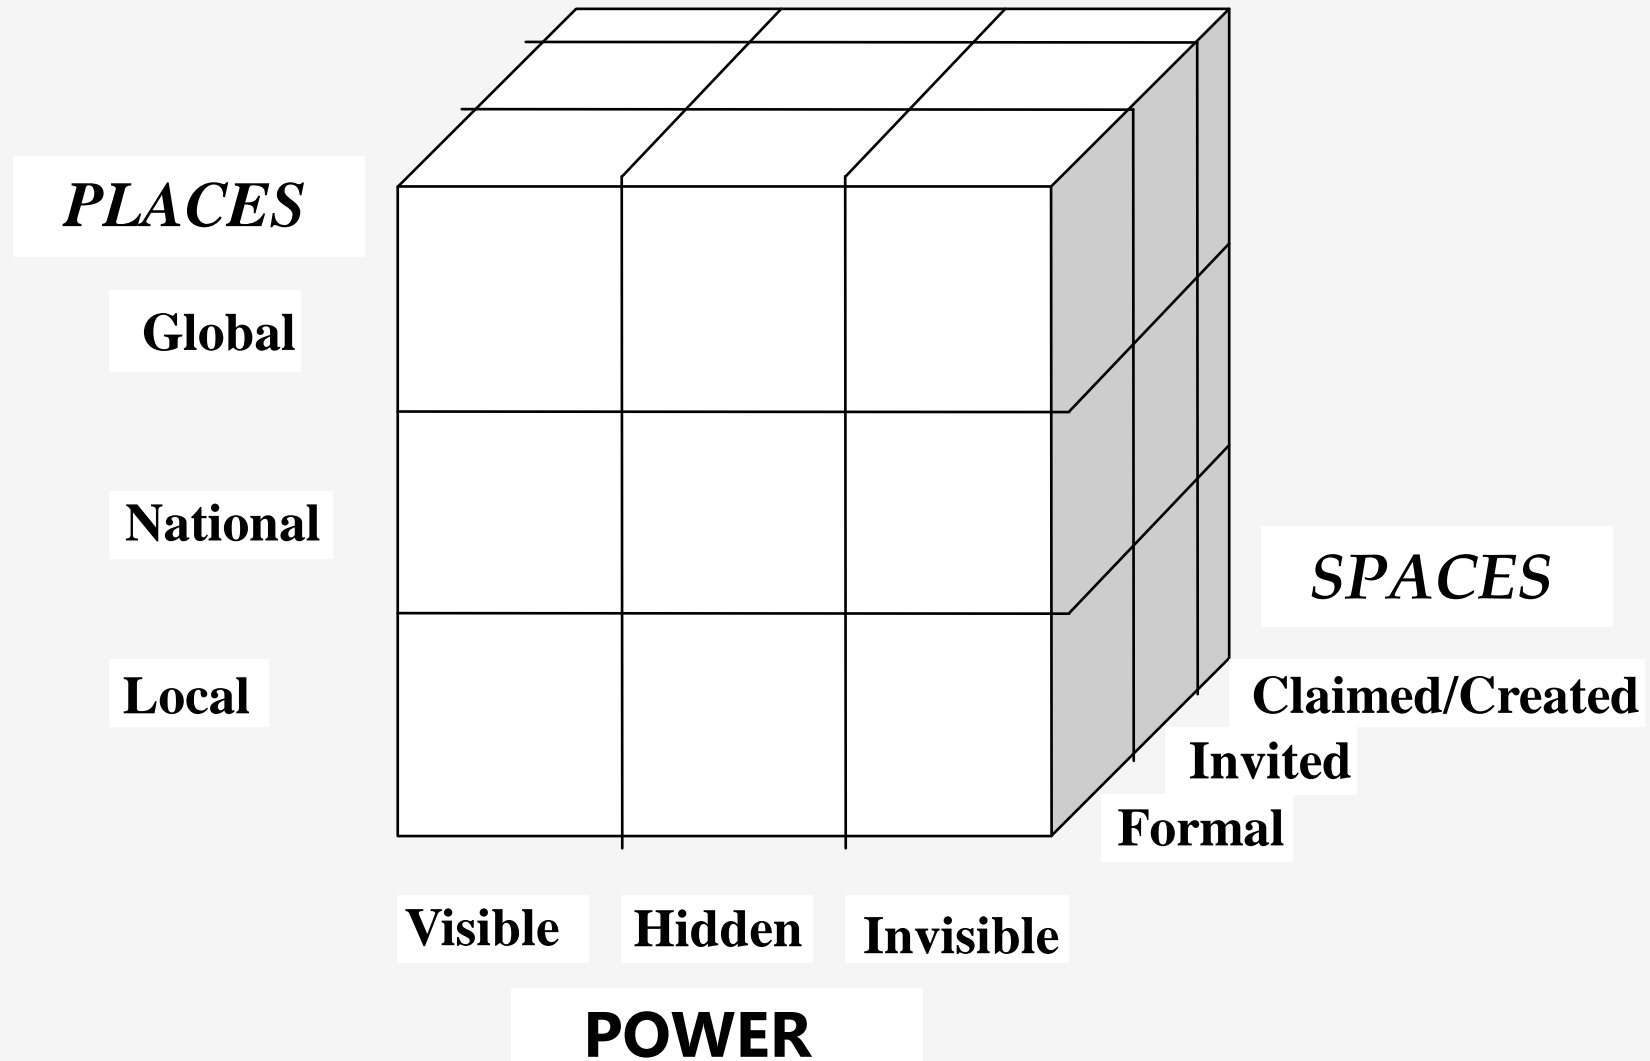 PLACES
Global
National
Local
SPACES
Claimed/Created
Invited
Formal
Visible Hidden Invisible
POWER